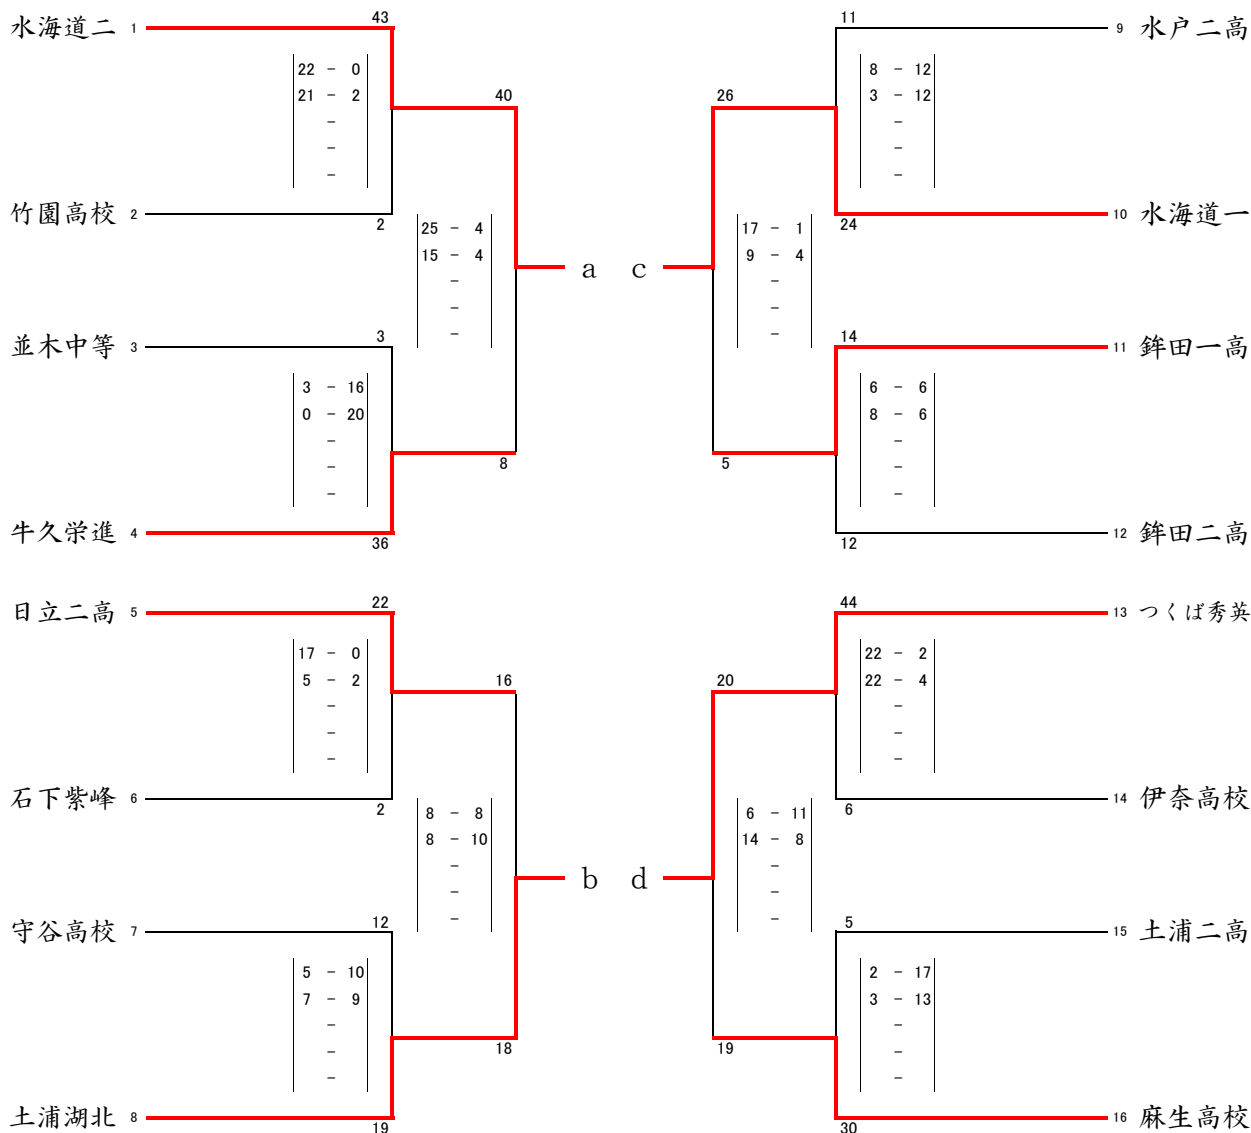 水海道二 1
43
22 - 0
21 - 2
-
-
-
40
竹園高校 2
2
25 - 4
15 - 4
-
-
-
a
並木中等 3
3
3 - 16
0 - 20
-
-
-
8
牛久栄進 4
36
日立二高 5
22
17 - 0
5 - 2
-
-
-
16
石下紫峰 6
2
8 - 8
8 - 10
-
-
-
b
守谷高校 7
12
5 - 10
7 - 9
-
-
-
18
土浦湖北 8
19
11
9 水戸二高
8 - 12
3 - 12
-
-
-
26
24
10 水海道一
17 - 1
9 - 4
-
-
-
c
14
11 鉾田一高
6 - 6
8 - 6
-
-
-
5
12
12 鉾田二高
44
13 つくば秀英
22 - 2
22 - 4
-
-
-
20
6
14 伊奈高校
6 - 11
14 - 8
-
-
-
d
5
15 土浦二高
2 - 17
3 - 13
-
-
-
19
30
16 麻生高校